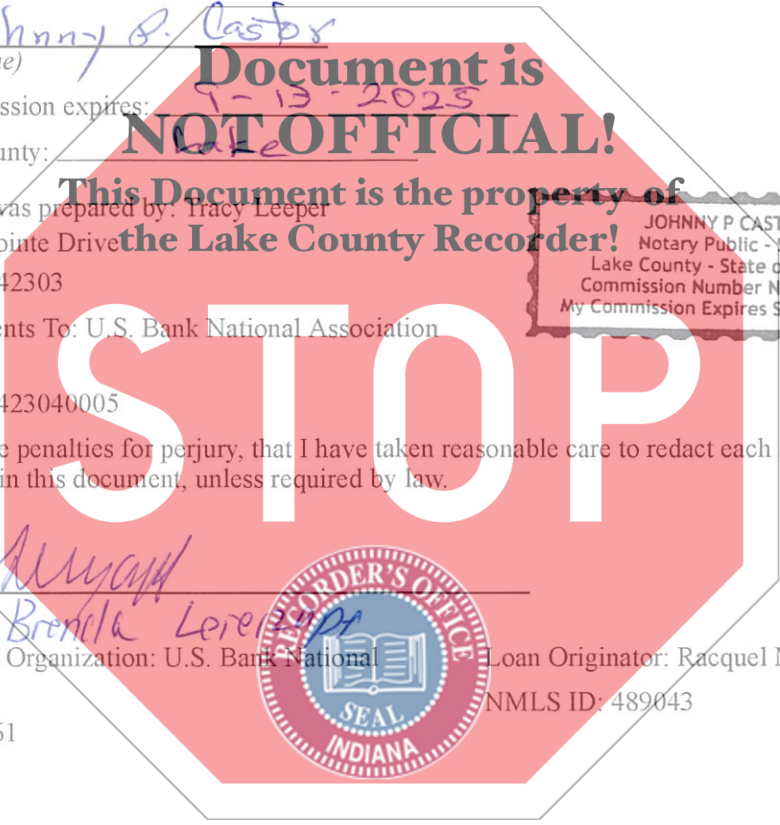 hnny P. Castor
e)
Document is
ssion expires: 9-13-2025
NOT OFFICIAL!
unty: Lake
This Document is the property of
was prepared by: Tracy Leeper
the Lake County Recorder!
ointe Drive
42303
JOHNNY P CAST
Notary Public -
Lake County - State o
Commission Number N
My Commission Expires S
ents To: U.S. Bank National Association
STOP
423040005
e penalties for perjury, that I have taken reasonable care to redact each
in this document, unless required by law.
Brenda
RECORDER'S OFFICE
SEAL
INDIANA
Organization: U.S. Bank National
Loan Originator: Racquel
NMLS ID: 489043
61